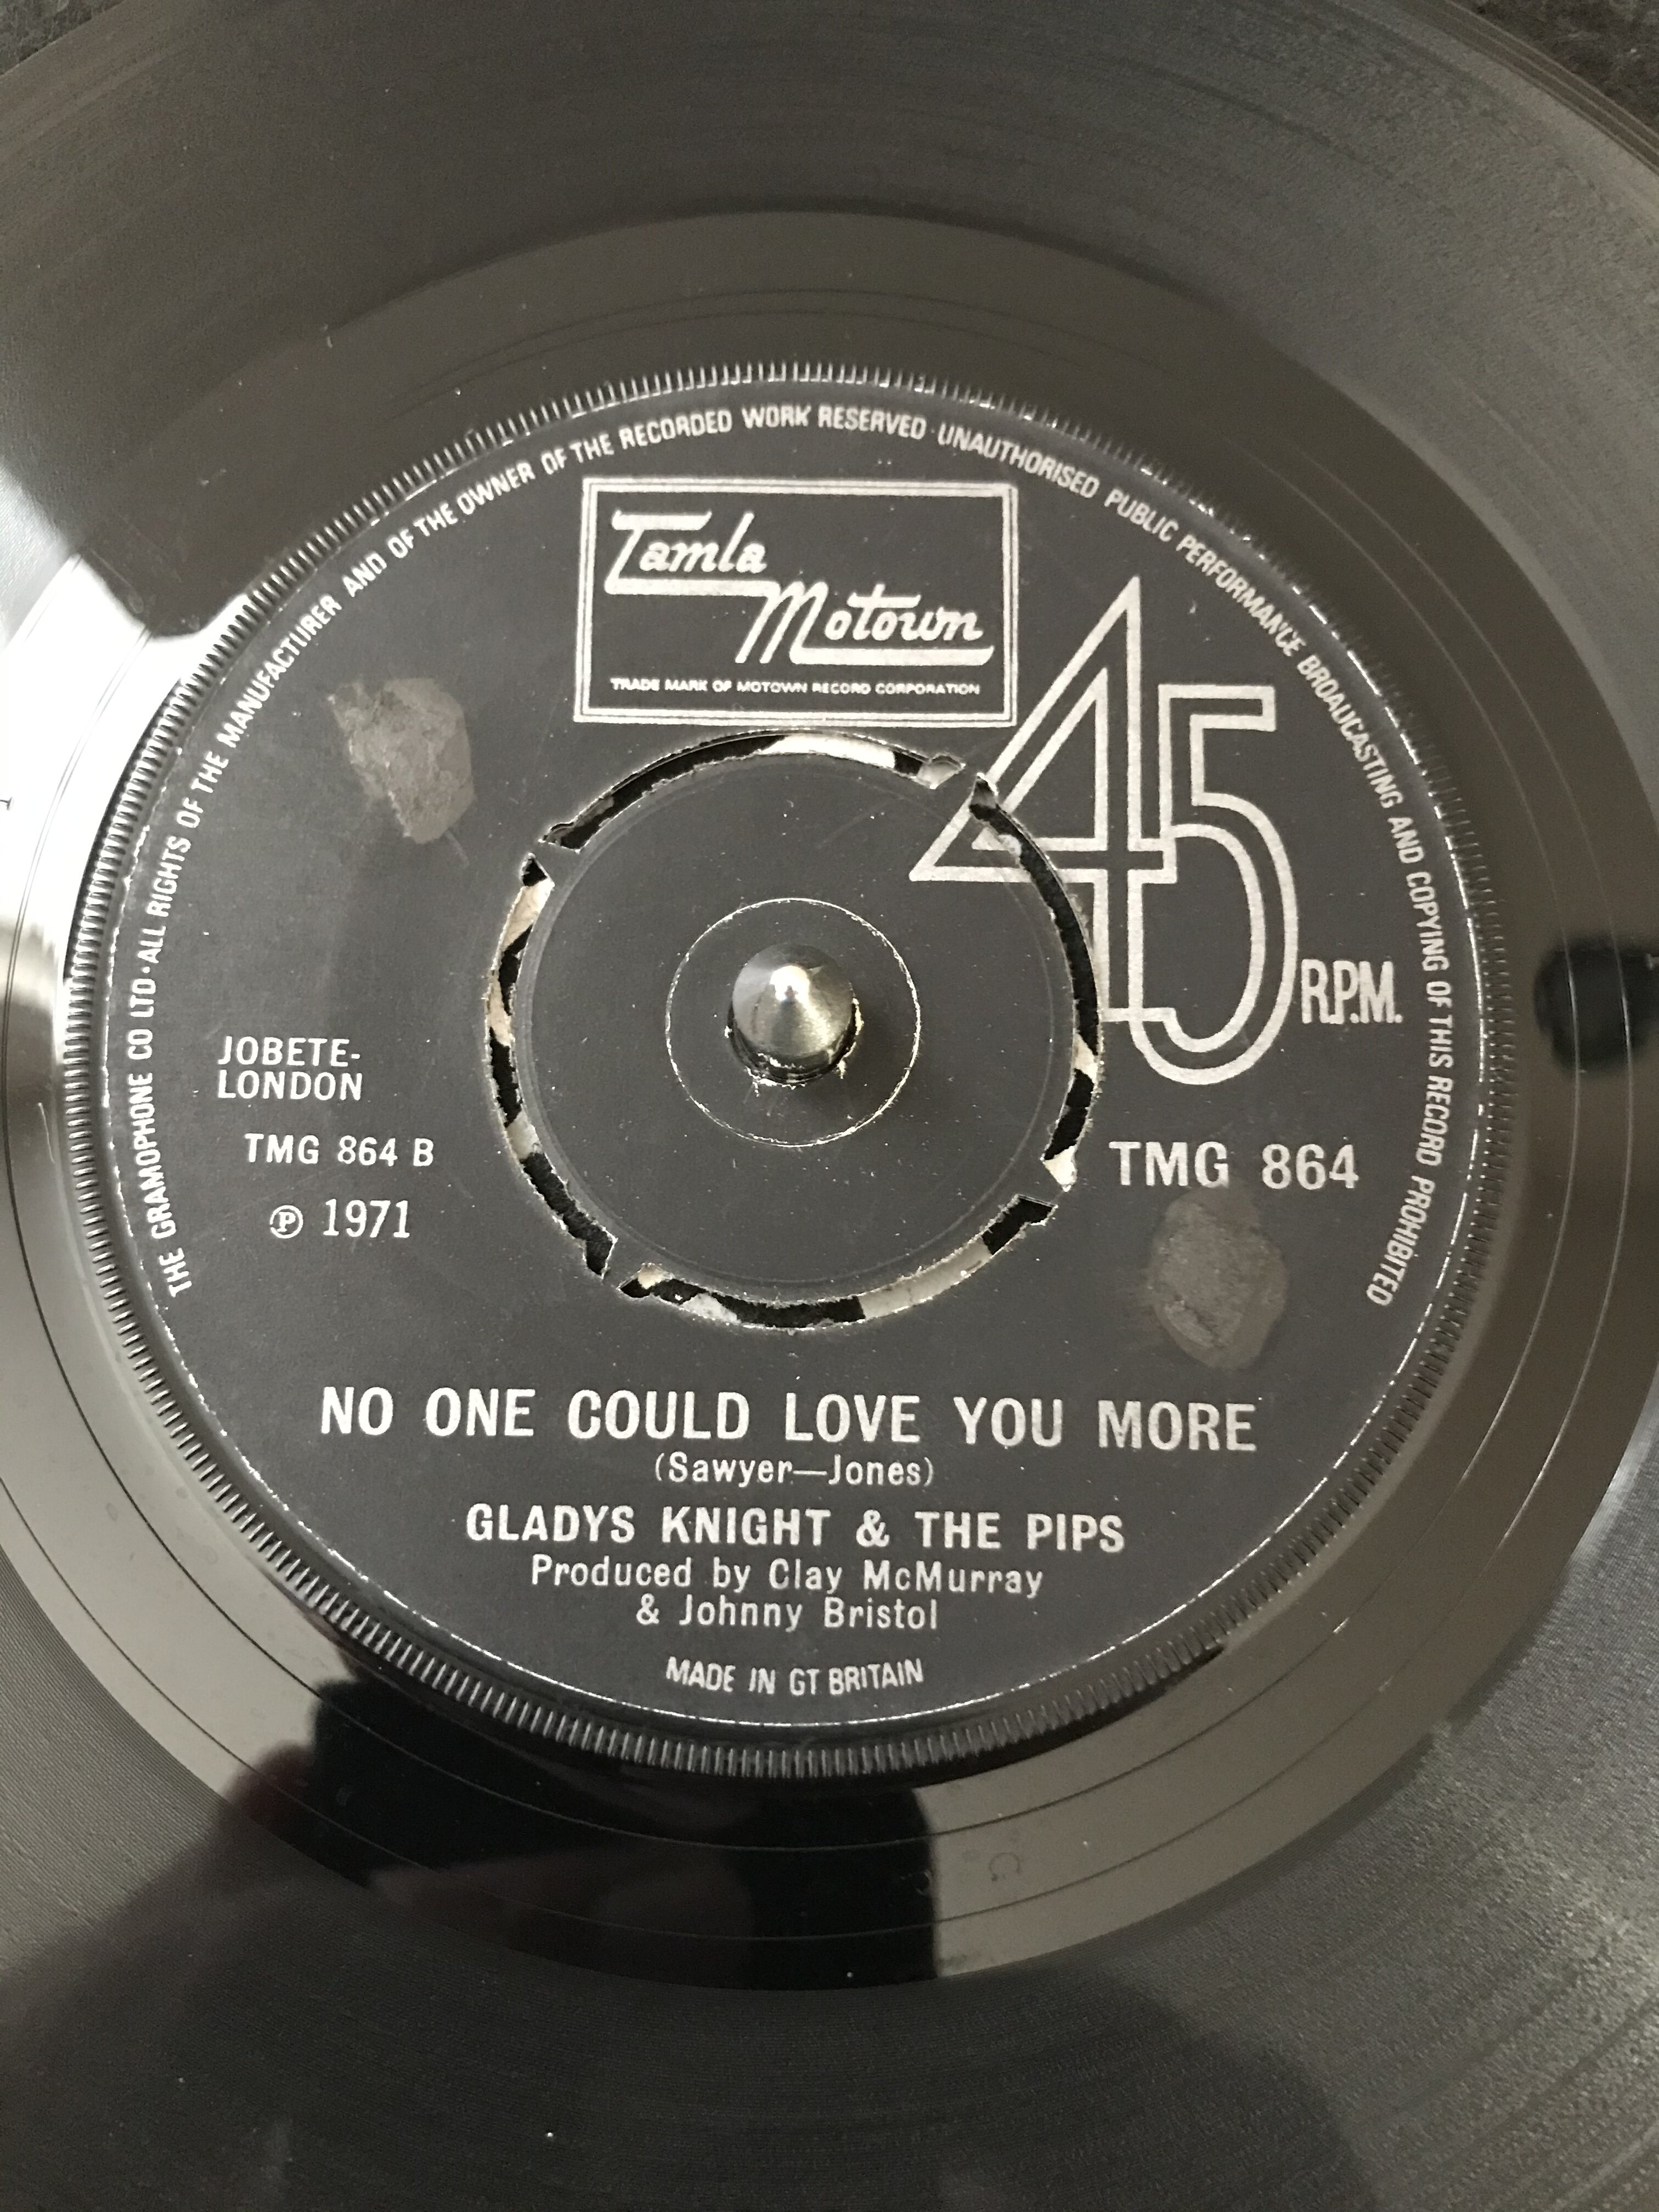 THE GRAMOPHONE CO LTD · ALL RIGHTS OF THE MANUFACTURER AND OF THE OWNER OF THE RECORDED WORK RESERVED · UNAUTHORISED PUBLIC PERFORMANCE BROADCASTING AND COPYING OF THIS RECORD PROHIBITED
Tamla
Motown
TRADE MARK OF MOTOWN RECORD CORPORATION
45 R.P.M.
JOBETE-
LONDON
TMG 864 B
℗ 1971
TMG 864
NO ONE COULD LOVE YOU MORE
(Sawyer—Jones)
GLADYS KNIGHT & THE PIPS
Produced by Clay McMurray
& Johnny Bristol
MADE IN GT BRITAIN